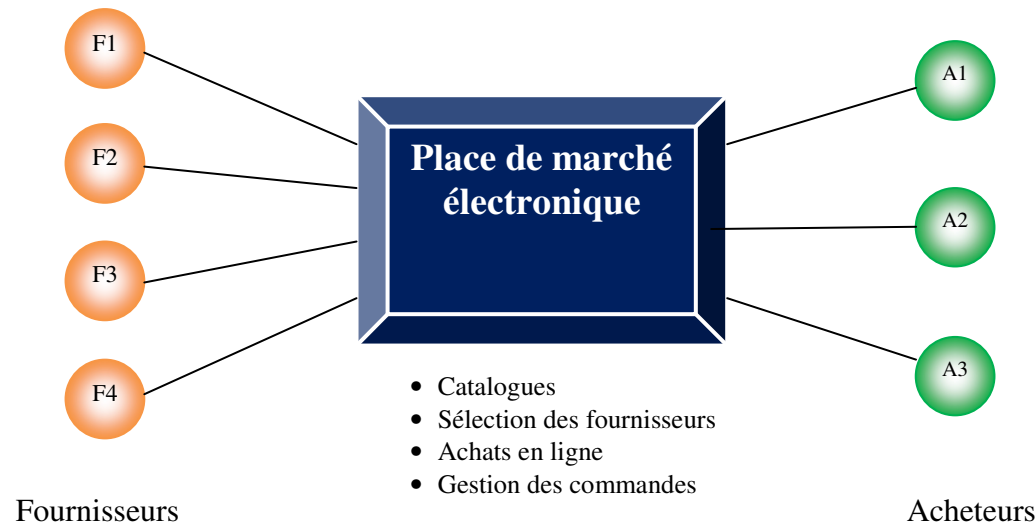 F1
F2
F3
F4
Place de marché
électronique
A1
A2
A3
• Catalogues
• Sélection des fournisseurs
• Achats en ligne
• Gestion des commandes
Fournisseurs
Acheteurs